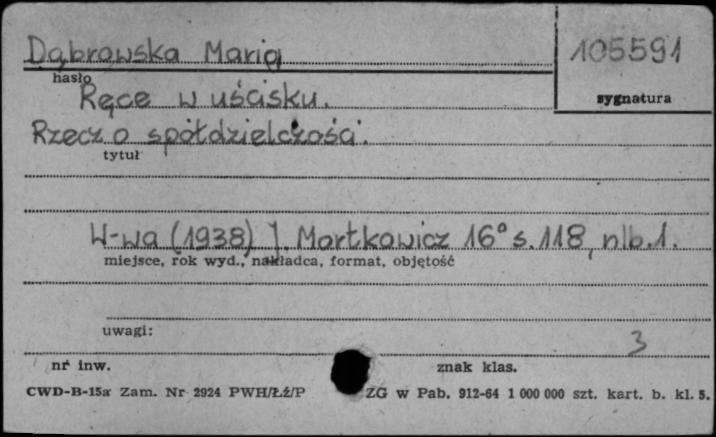 Dąbrowska Maria 105591
hasło sygnatura
Ręce w uścisku.
Rzecz o spółdzielczości.
tytuł
W-wa (1938) J. Mortkowicz 16° s. 118, nlb. 1.
miejsce, rok wyd., nakładca, format, objętość
uwagi:
3
nr inw. znak klas.
CWD-B-15a Zam. Nr 2924 PWH/Łź/P ZG w Pab. 912-64 1 000 000 szt. kart. b. kl. 5.